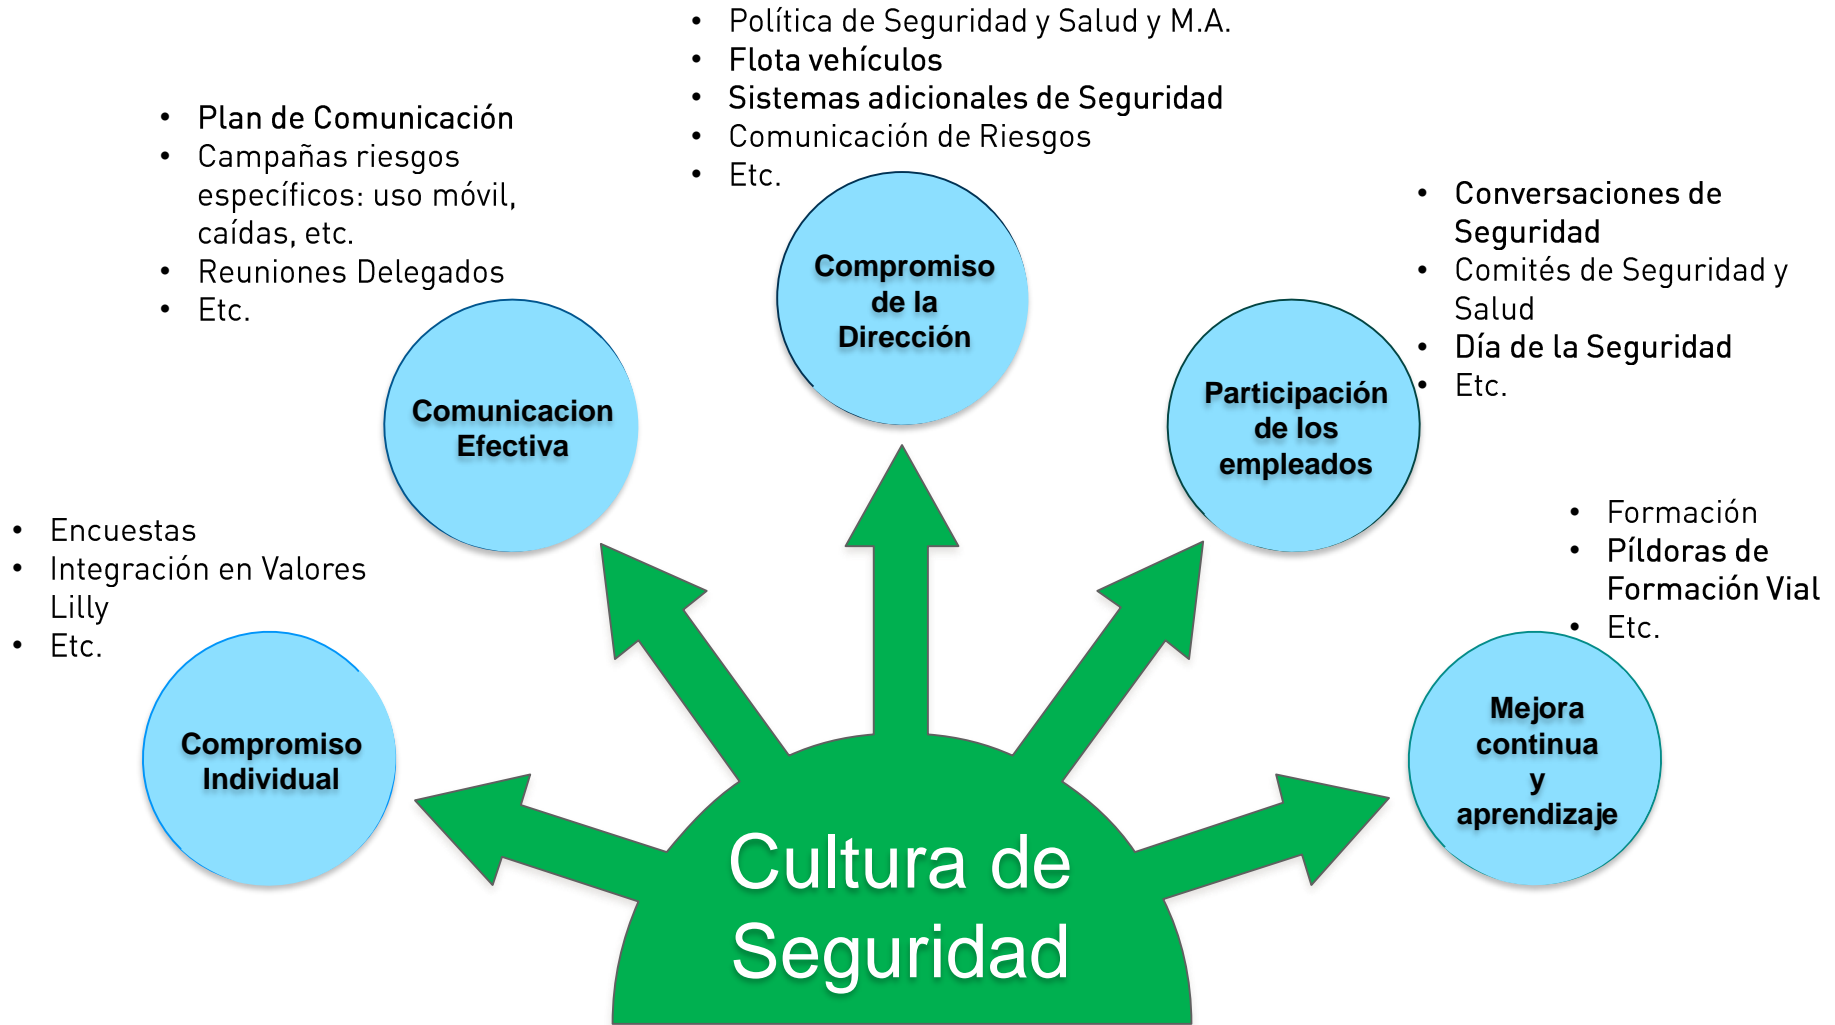 • Política de Seguridad y Salud y M.A.
• Flota vehículos
• Sistemas adicionales de Seguridad
• Comunicación de Riesgos
• Etc.
• Plan de Comunicación
• Campañas riesgos
específicos: uso móvil,
caídas, etc.
• Reuniones Delegados
• Etc.
• Conversaciones de
Seguridad
• Comités de Seguridad y
Salud
• Día de la Seguridad
• Etc.
Compromiso
de la
Dirección
Comunicacion
Efectiva
Participación
de los
empleados
• Encuestas
• Integración en Valores
Lilly
• Etc.
• Formación
• Píldoras de
Formación Vial
• Etc.
Compromiso
Individual
Mejora
continua
y
aprendizaje
Cultura de
Seguridad